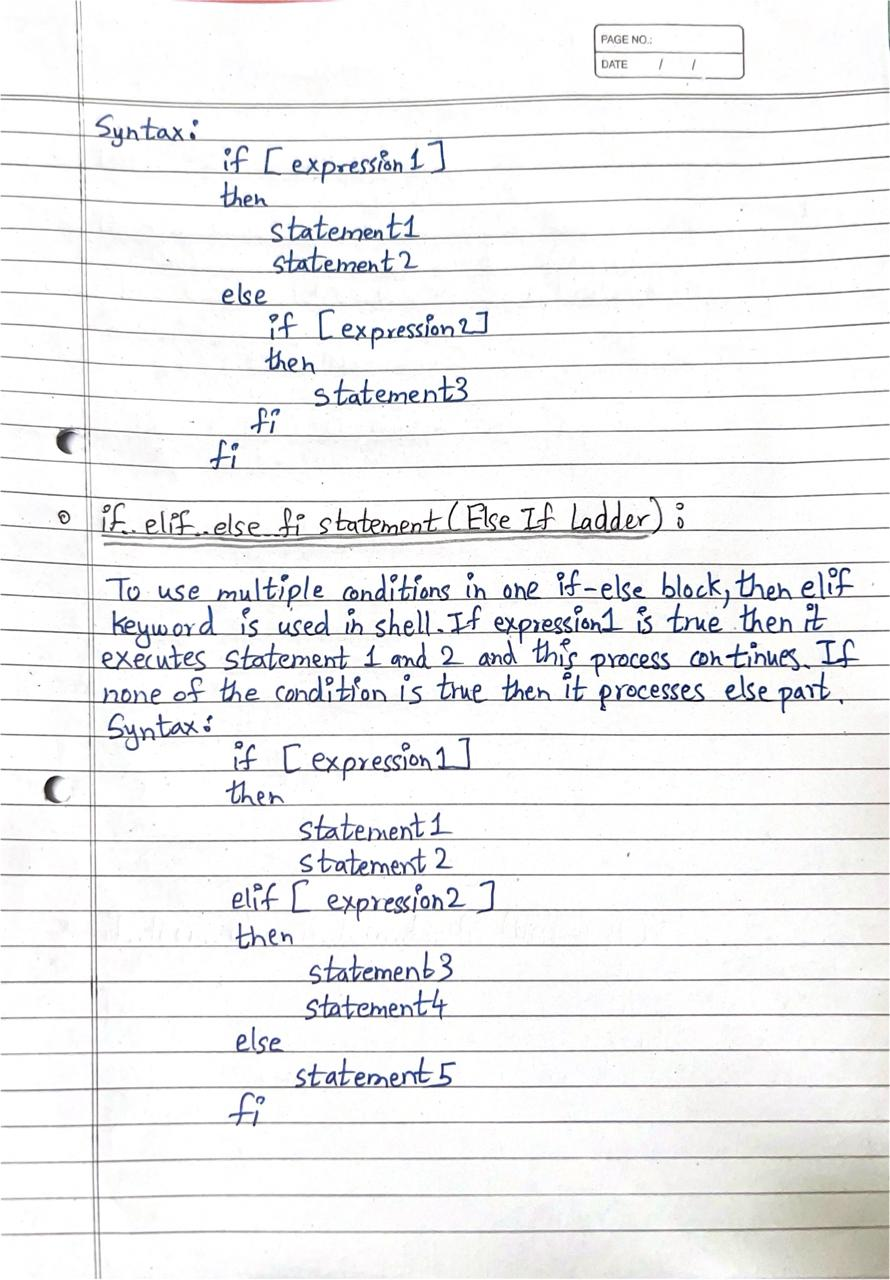 PAGE NO.:
DATE / /
Syntax:
if [ expression1 ]
then
statement1
statement2
else
if [expression2]
then
statement3
fi
fi
if..elif..else..fi statement (Else If Ladder):
To use multiple conditions in one if-else block, then elif
keyword is used in shell. If expression1 is true then it
executes statement 1 and 2 and this process continues. If
none of the condition is true then it processes else part.
Syntax:
if [ expression1 ]
then
statement1
statement2
elif [ expression2 ]
then
statement3
statement4
else
statement5
fi